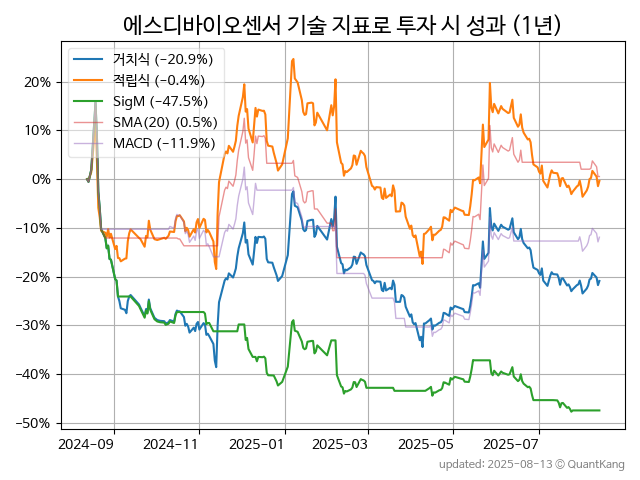 에스디바이오센서 기술 지표로 투자 시 성과 (1년)
거치식 (−20.9%)
적립식 (−0.4%)
SigM (−47.5%)
SMA(20) (0.5%)
MACD (−11.9%)
20%
10%
0%
−10%
−20%
−30%
−40%
−50%
2024-09 2024-11 2025-01 2025-03 2025-05 2025-07
updated: 2025-08-13 ⓒ QuantKang